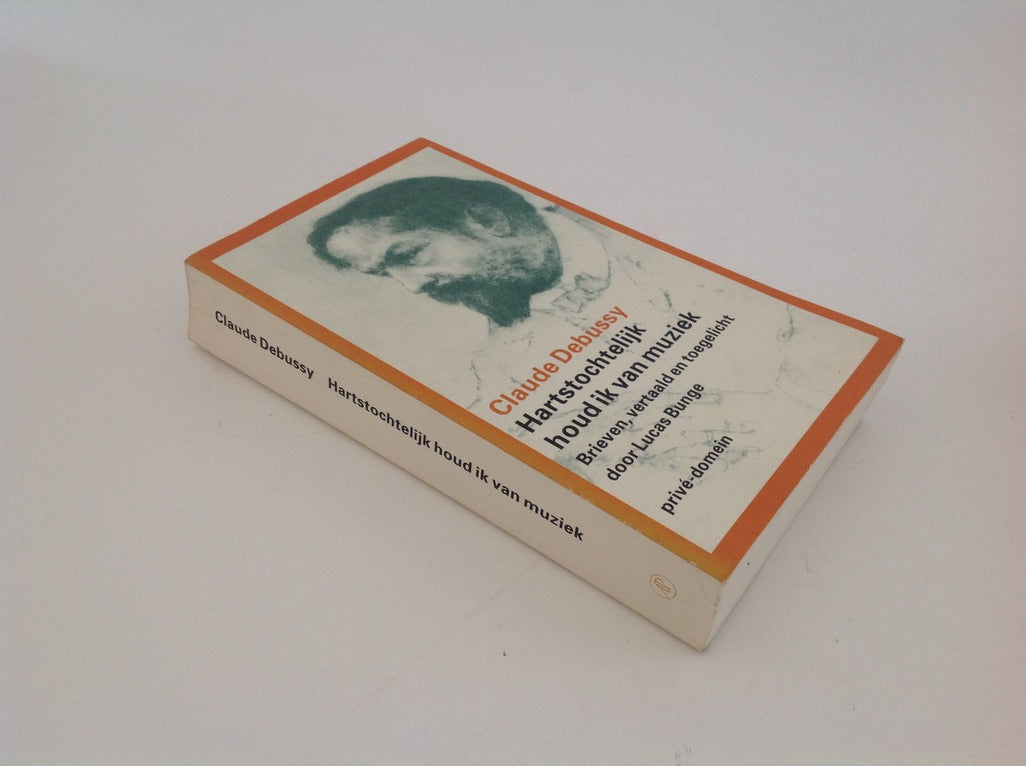 Claude Debussy
Hartstochtelijk
houd ik van muziek
Brieven, vertaald en toegelicht
door Lucas Bunge
privé-domein
Claude Debussy Hartstochtelijk houd ik van muziek
AP